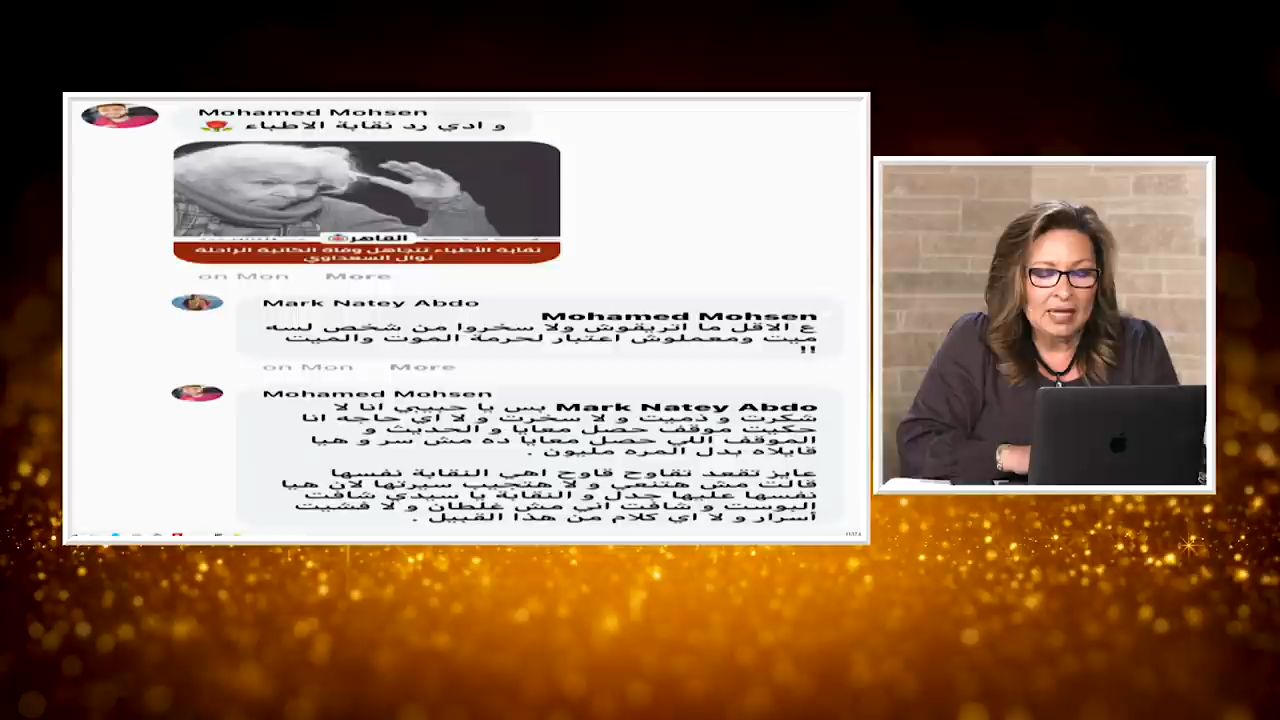 Mohamed Mohsen
و ادي رد نقابة الاطباء
القاهرة
نقابة الأطباء تتجاهل وفاة الكاتبة الراحلة
نوال السعداوي
on Mon More
Mark Natey Abdo
Mohamed Mohsen
ع الاقل ما اتريقوش ولا سخروا من شخص لسه
ميت ومعملوش اعتبار لحرمة الموت والميت
!!
on Mon More
Mohamed Mohsen
Mark Natey Abdo بس يا حبيبي انا لا
شكرت و ذميت و لا سخرت و لا اي حاجه انا
حكيت موقف حصل معايا و الحديث و
الموقف اللي حصل معايا ده مش سر و هيا
قايلاه بدل المره مليون .
عايز تقعد تقاوح قاوح اهي النقابة نفسها
قالت مش هتنعي و لا هتجيب سيرتها لان هيا
نفسها عليها جدل و النقابة يا سيدي شافت
البوست و شافت اني مش غلطان و لا فشيت
أسرار و لا اي كلام من هذا القبيل .